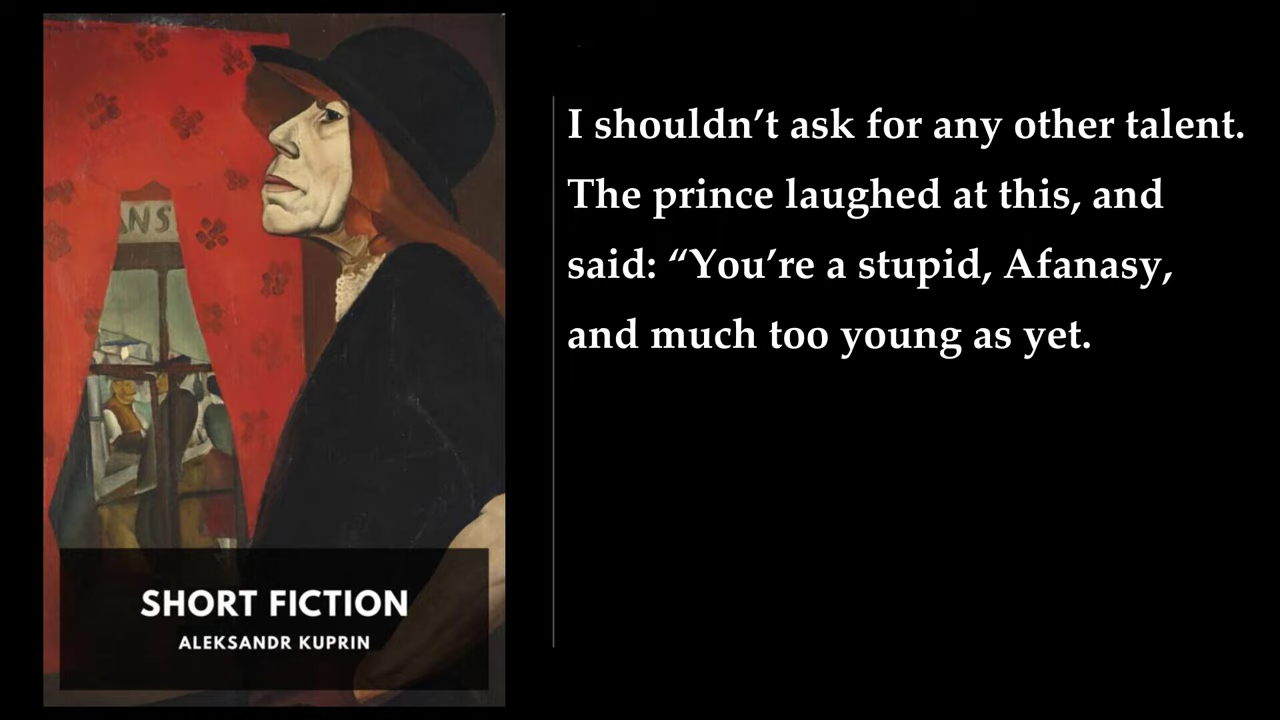 ANS
SHORT FICTION
ALEKSANDR KUPRIN
I shouldn’t ask for any other talent.
The prince laughed at this, and
said: “You’re a stupid, Afanasy,
and much too young as yet.